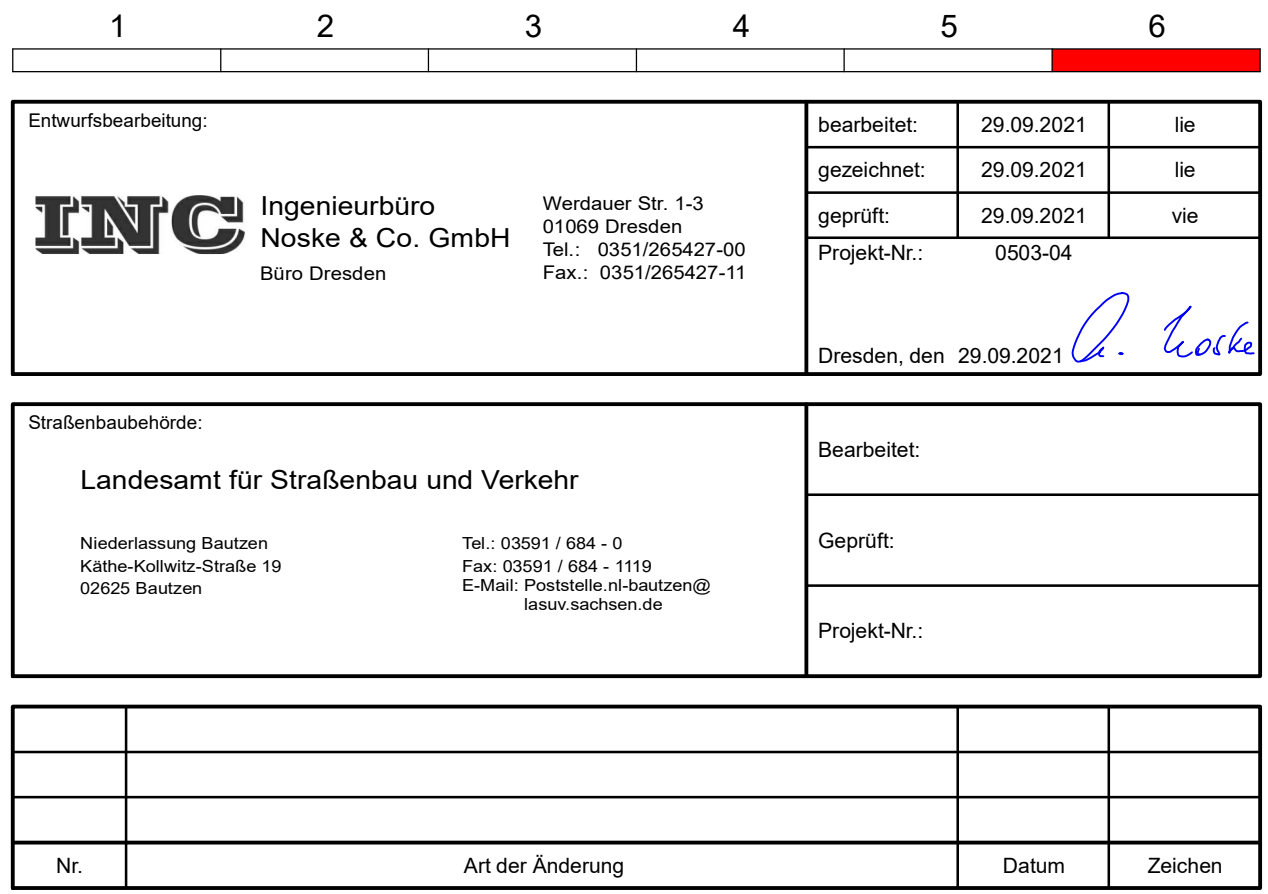 1 2 3 4 5 6
Entwurfsbearbeitung:
INC
Ingenieurbüro
Noske & Co. GmbH
Büro Dresden
Werdauer Str. 1-3
01069 Dresden
Tel.: 0351/265427-00
Fax.: 0351/265427-11
bearbeitet: 29.09.2021 lie
gezeichnet: 29.09.2021 lie
geprüft: 29.09.2021 vie
Projekt-Nr.: 0503-04
Dresden, den 29.09.2021 A. Noske
Straßenbaubehörde:
Landesamt für Straßenbau und Verkehr
Niederlassung Bautzen
Käthe-Kollwitz-Straße 19
02625 Bautzen
Tel.: 03591 / 684 - 0
Fax: 03591 / 684 - 1119
E-Mail: Poststelle.nl-bautzen@
lasuv.sachsen.de
Bearbeitet:
Geprüft:
Projekt-Nr.:
Nr. Art der Änderung Datum Zeichen